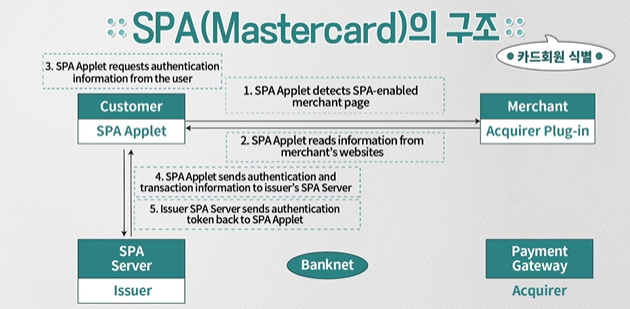 SPA(Mastercard)의 구조
카드회원 식별
3. SPA Applet requests authentication
information from the user
1. SPA Applet detects SPA-enabled
merchant page
Customer
SPA Applet
Merchant
Acquirer Plug-in
2. SPA Applet reads information from
merchant's websites
4. SPA Applet sends authentication and
transaction information to issuer's SPA Server
5. Issuer SPA Server sends authentication
token back to SPA Applet
SPA
Server
Issuer
Banknet
Payment
Gateway
Acquirer